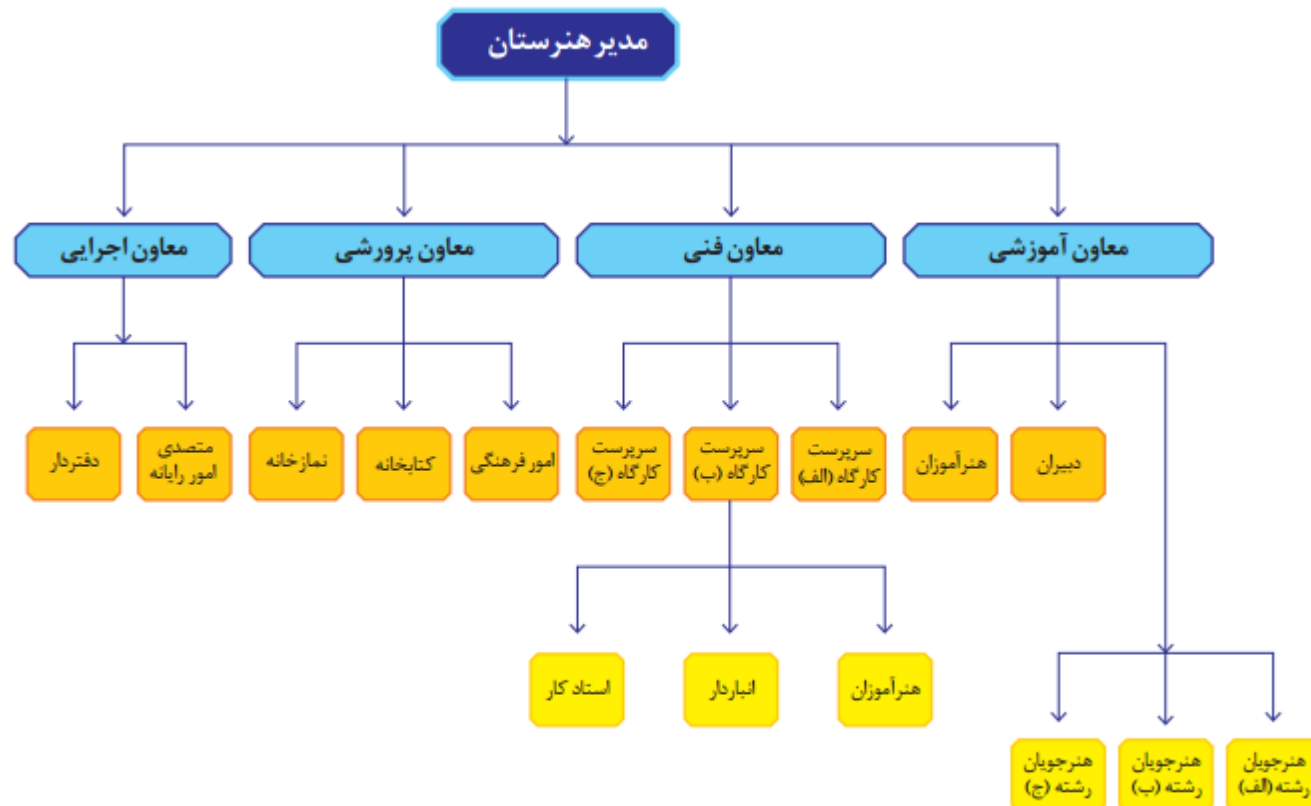 مدیر هنرستان
معاون آموزشی
معاون فنی
معاون پرورشی
معاون اجرایی
دبیران
هنرآموزان
سرپرست
کارگاه (الف)
سرپرست
کارگاه (ب)
سرپرست
کارگاه (ج)
امور فرهنگی
کتابخانه
نمازخانه
متصدی
امور رایانه
دفتردار
هنرآموزان
انباردار
استاد کار
هنرجویان
رشته (الف)
هنرجویان
رشته (ب)
هنرجویان
رشته (ج)